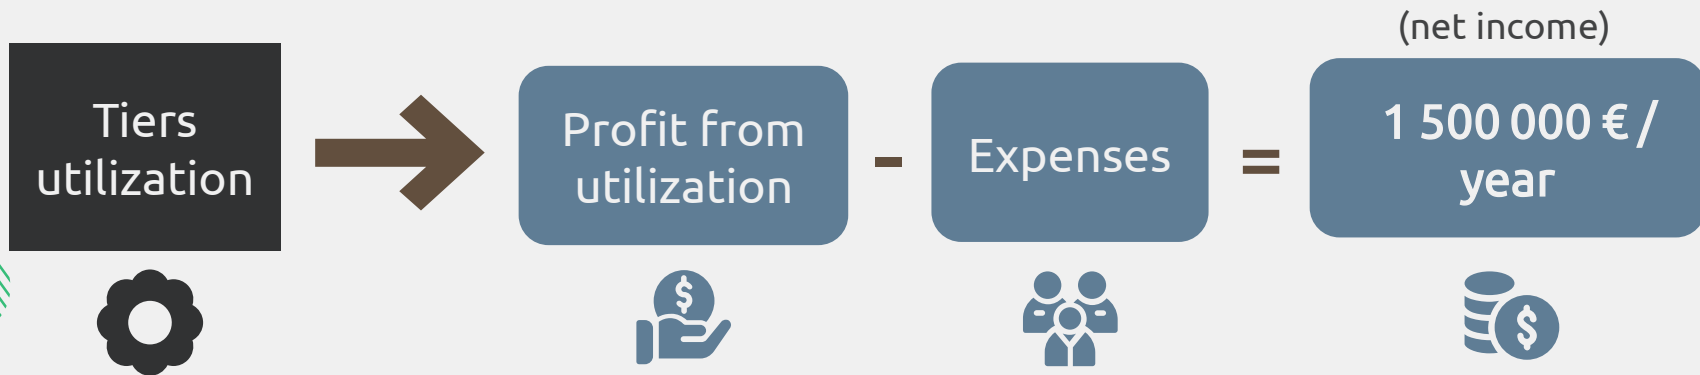 (net income)
Tiers
utilization
Profit from
utilization
-
Expenses
=
1 500 000 € /
year
$
$